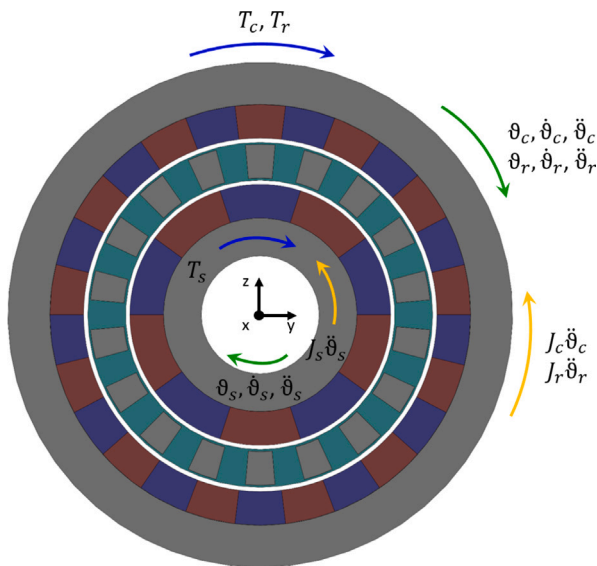 T_c, T_r
ϑ_c, ϑ̇_c, ϑ̈_c
ϑ_r, ϑ̇_r, ϑ̈_r
T_s
z
x
y
J_s ϑ̈_s
ϑ_s, ϑ̇_s, ϑ̈_s
J_c ϑ̈_c
J_r ϑ̈_r